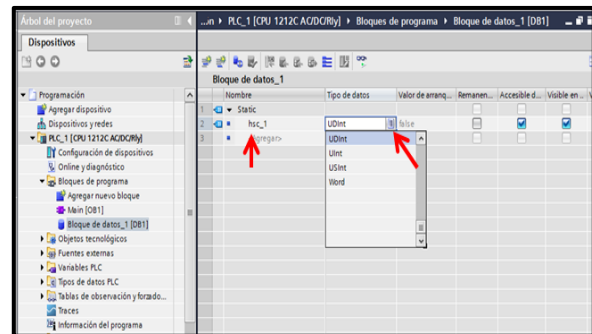 Árbol del proyecto
Dispositivos
Programación
Agregar dispositivo
Dispositivos y redes
PLC_1 [CPU 1212C AC/DC/Rly]
Configuración de dispositivos
Online y diagnóstico
Bloques de programa
Agregar nuevo bloque
Main [OB1]
Bloque de datos_1 [DB1]
Objetos tecnológicos
Fuentes externas
Variables PLC
Tipos de datos PLC
Tablas de observación y forzado...
Traces
Información del programa
...n ▸ PLC_1 [CPU 1212C AC/DC/Rly] ▸ Bloques de programa ▸ Bloque de datos_1 [DB1]
Bloque de datos_1
Nombre Tipo de datos Valor de arranq... Remanen... Accesible d... Visible en .. V
1 Static
2 hsc_1 UDInt false
3 <Agregar>
UDInt
UInt
USInt
Word